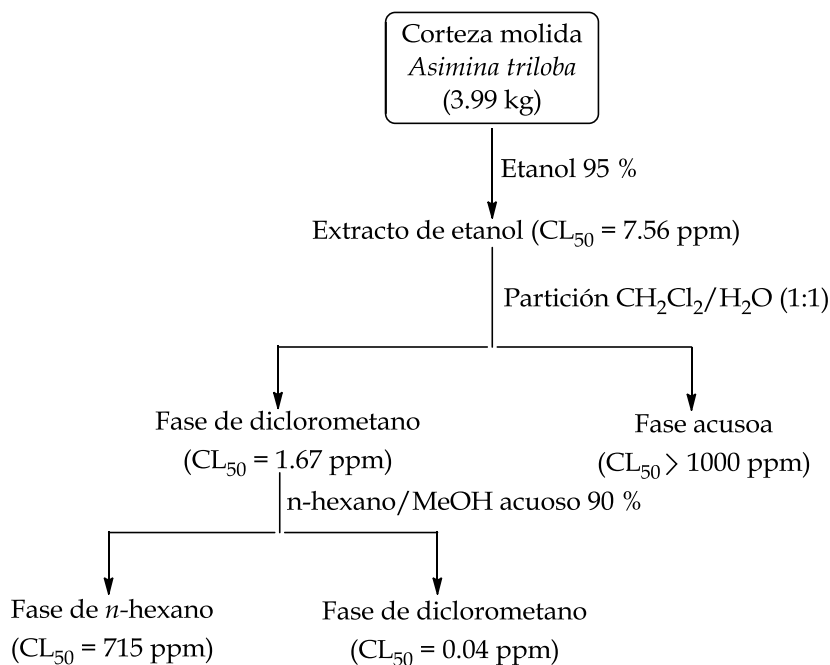 Corteza molida
Asimina triloba
(3.99 kg)
Etanol 95 %
Extracto de etanol (CL₅₀ = 7.56 ppm)
Partición CH₂Cl₂/H₂O (1:1)
Fase de diclorometano
(CL₅₀ = 1.67 ppm)
Fase acusoa
(CL₅₀ > 1000 ppm)
n-hexano/MeOH acuoso 90 %
Fase de n-hexano
(CL₅₀ = 715 ppm)
Fase de diclorometano
(CL₅₀ = 0.04 ppm)